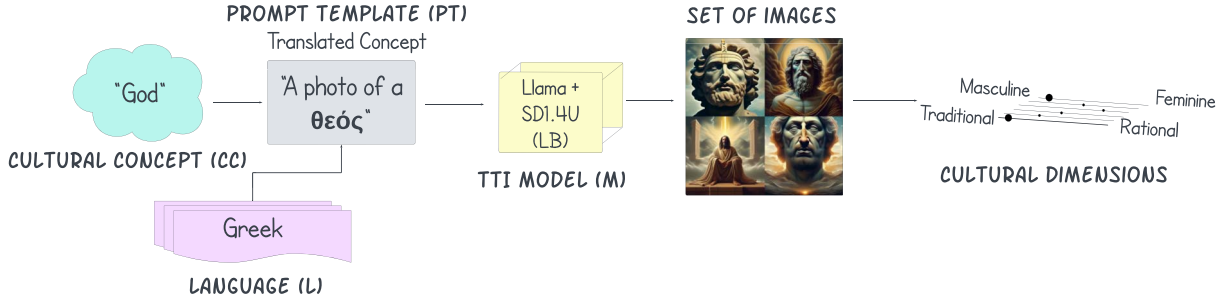 PROMPT TEMPLATE (PT)
Translated Concept
"God"
"A photo of a
θεός"
CULTURAL CONCEPT (CC)
Greek
LANGUAGE (L)
Llama +
SD1.4U
(LB)
TTI MODEL (M)
SET OF IMAGES
Masculine
Feminine
Traditional
Rational
CULTURAL DIMENSIONS